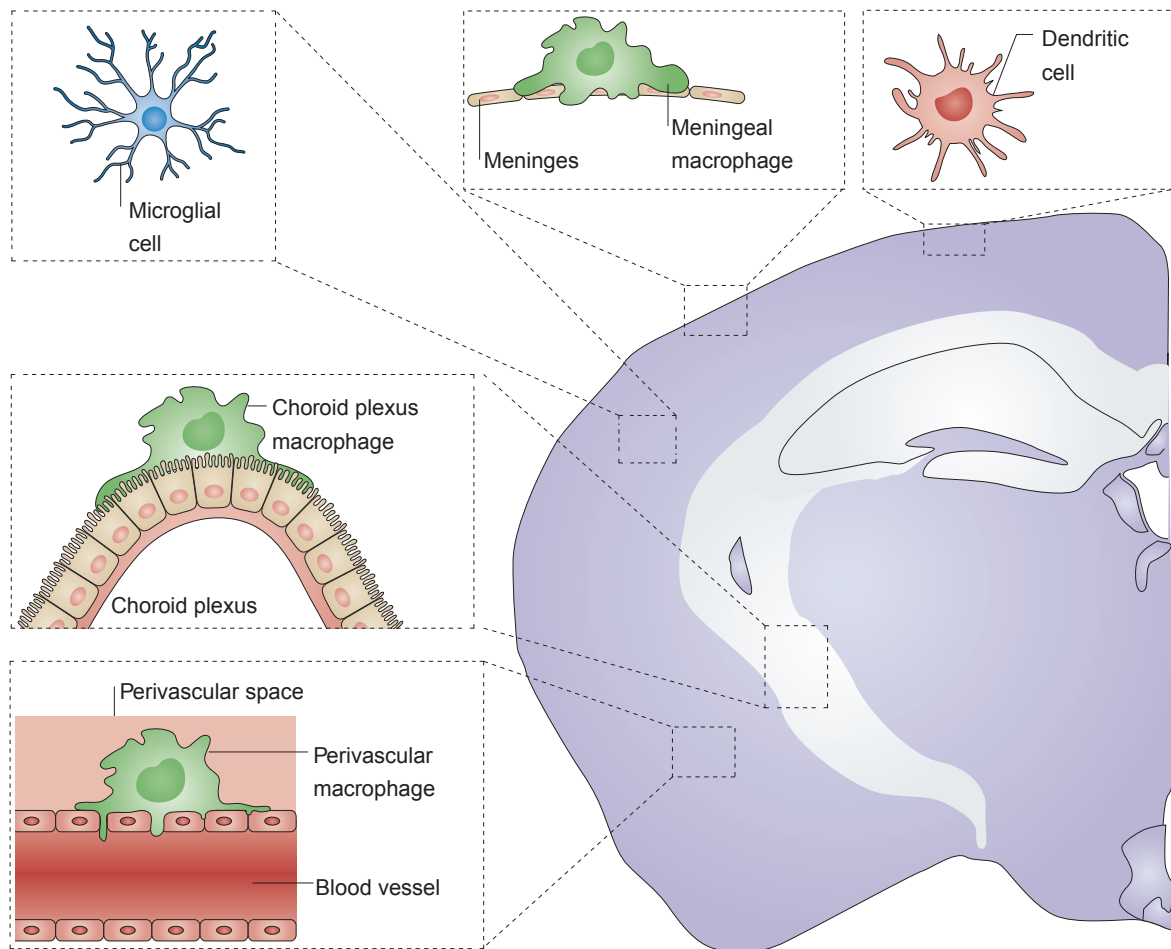 Microglial
cell
Meninges
Meningeal
macrophage
Dendritic
cell
Choroid plexus
macrophage
Choroid plexus
Perivascular space
Perivascular
macrophage
Blood vessel